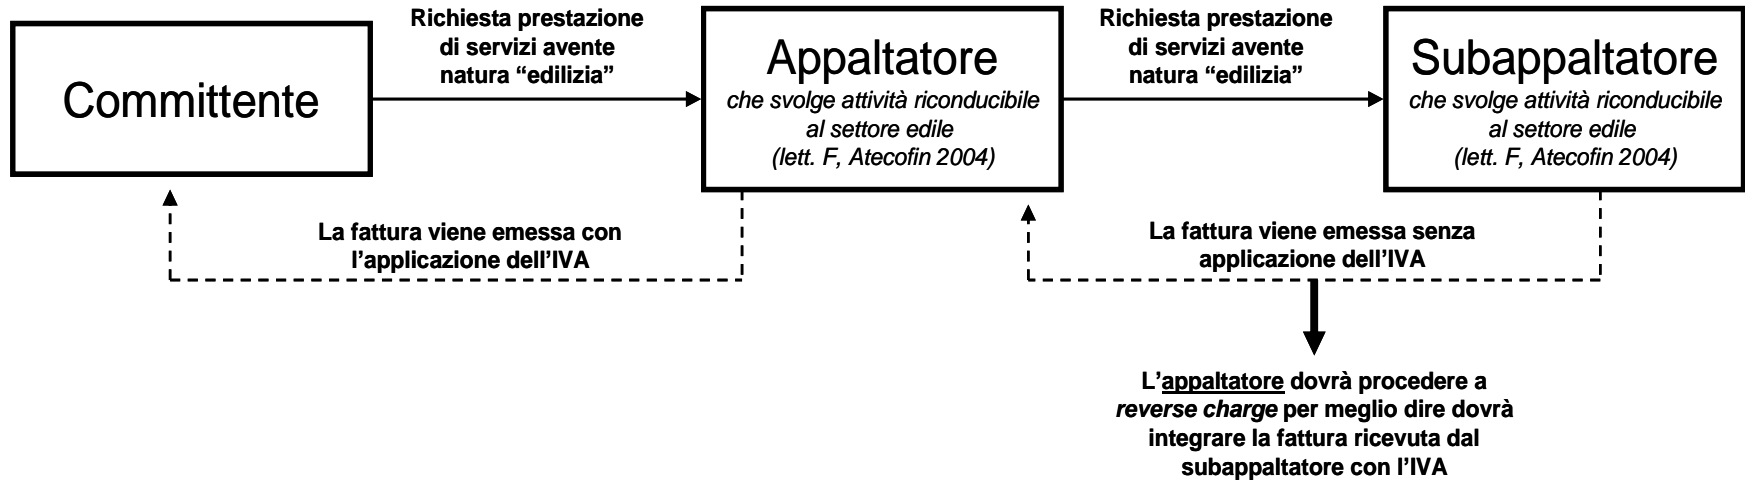 Committente
Richiesta prestazione
di servizi avente
natura “edilizia”
Appaltatore
che svolge attività riconducibile
al settore edile
(lett. F, Atecofin 2004)
Richiesta prestazione
di servizi avente
natura “edilizia”
Subappaltatore
che svolge attività riconducibile
al settore edile
(lett. F, Atecofin 2004)
La fattura viene emessa con
l’applicazione dell’IVA
La fattura viene emessa senza
applicazione dell’IVA
L’appaltatore dovrà procedere a
reverse charge per meglio dire dovrà
integrare la fattura ricevuta dal
subappaltatore con l’IVA